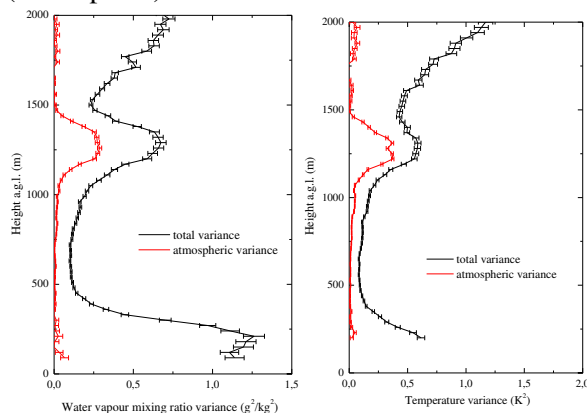 2000
1500
1000
500
0
Height a.g.l. (m)
total variance
atmospheric variance
0,0
0,5
1,0
1,5
Water vapour mixing ratio variance (g²/kg²)
2000
1500
1000
500
0
Height a.g.l. (m)
total variance
atmospheric variance
0,0
0,5
1,0
1,5
2,0
Temperature variance (K²)